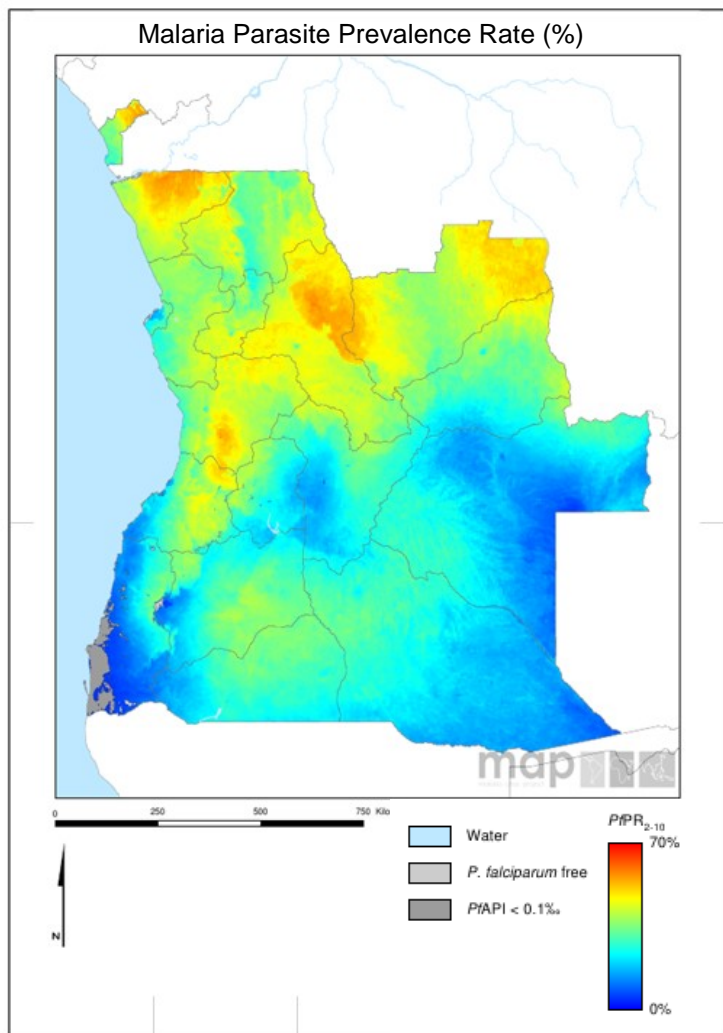 Malaria Parasite Prevalence Rate (%)
map
0 250 500 750 Kilo
Water
P. falciparum free
PfAPI < 0.1‰
PfPR2-10
70%
0%
N